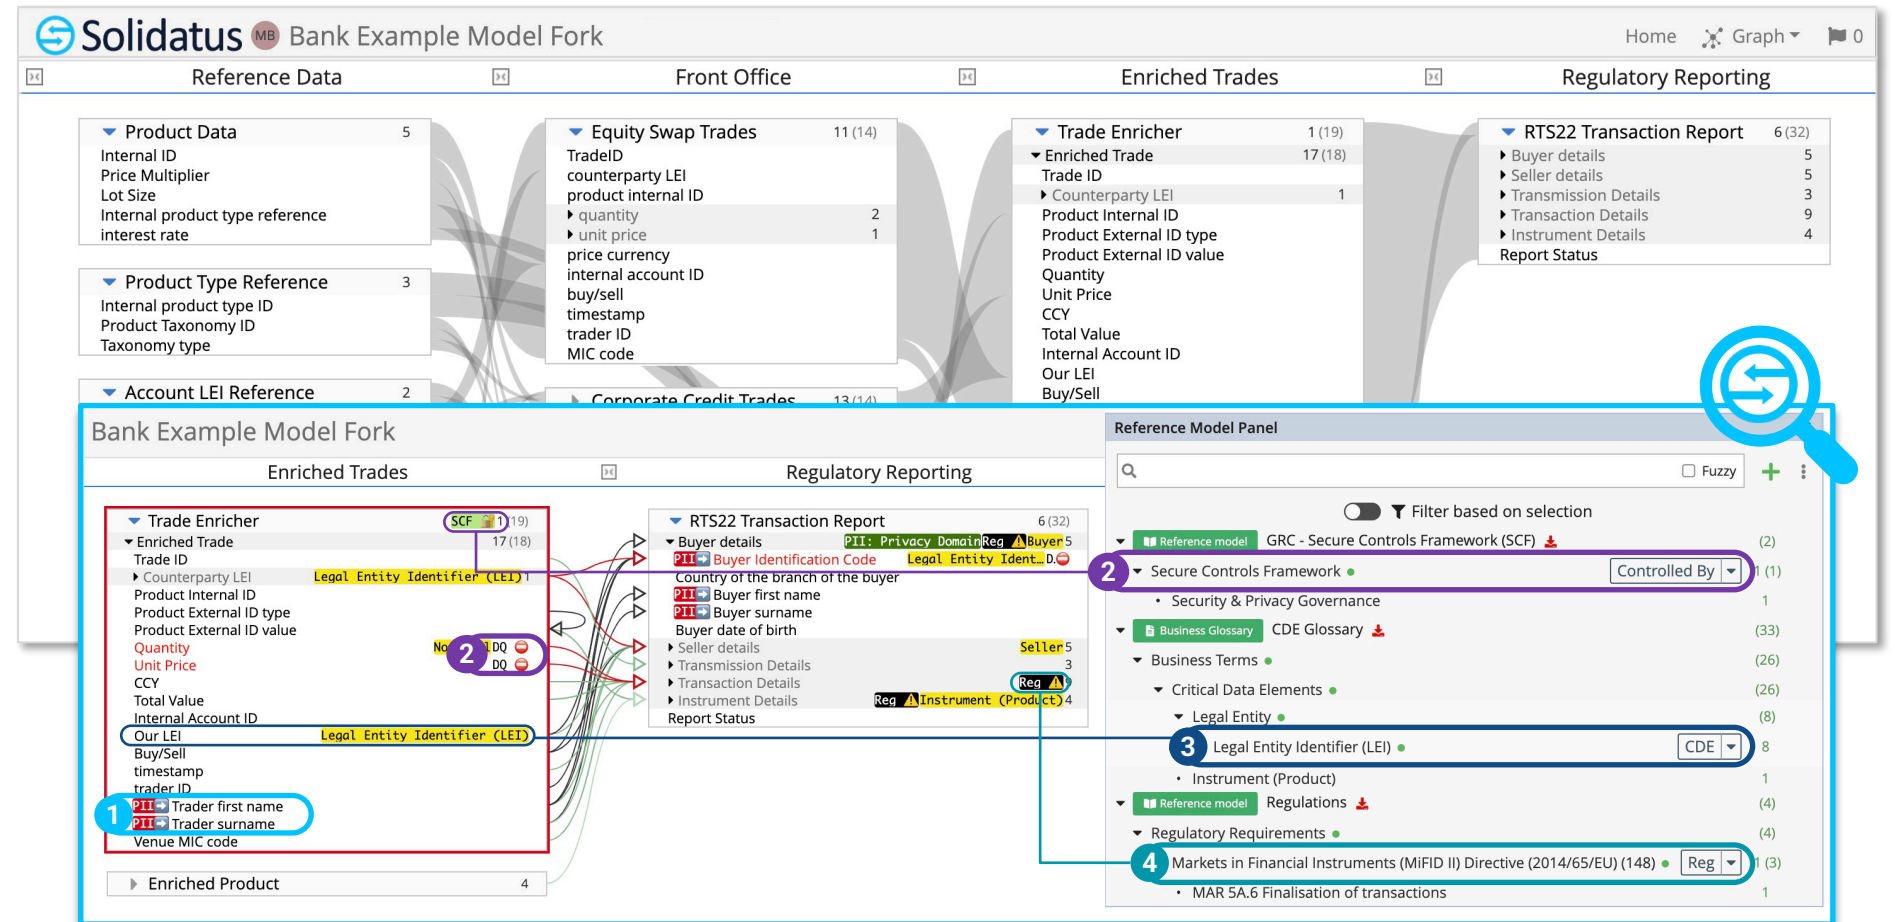 Solidatus MB Bank Example Model Fork
Home Graph 0
Reference Data
Front Office
Enriched Trades
Regulatory Reporting
Product Data 5
Internal ID
Price Multiplier
Lot Size
Internal product type reference
interest rate
Product Type Reference 3
Internal product type ID
Product Taxonomy ID
Taxonomy type
Account LEI Reference 2
Equity Swap Trades 11 (14)
TradeID
counterparty LEI
product internal ID
quantity 2
unit price 1
price currency
internal account ID
buy/sell
timestamp
trader ID
MIC code
Corporate Credit Trades 13 (14)
Trade Enricher 1 (19)
Enriched Trade 17 (18)
Trade ID
Counterparty LEI 1
Product Internal ID
Product External ID type
Product External ID value
Quantity
Unit Price
CCY
Total Value
Internal Account ID
Our LEI
Buy/Sell
RTS22 Transaction Report 6 (32)
Buyer details 5
Seller details 5
Transmission Details 3
Transaction Details 9
Instrument Details 4
Report Status
Bank Example Model Fork
Enriched Trades
Regulatory Reporting
Trade Enricher SCF 1 (19)
Enriched Trade 17 (18)
Trade ID
Counterparty LEI Legal Entity Identifier (LEI) 1
Product Internal ID
Product External ID type
Product External ID value
Quantity DQ
2
Unit Price DQ
CCY
Total Value
Internal Account ID
Our LEI Legal Entity Identifier (LEI)
Buy/Sell
timestamp
trader ID
1
PII Trader first name
PII Trader surname
Venue MIC code
Enriched Product 4
RTS22 Transaction Report 6 (32)
Buyer details PII: Privacy Domain Reg Buyer 5
PII Buyer Identification Code Legal Entity Ident… D.
Country of the branch of the buyer
PII Buyer first name
PII Buyer surname
Buyer date of birth
Seller details Seller 5
Transmission Details 3
Transaction Details Reg 9
Instrument Details Reg Instrument (Product) 4
Report Status
Reference Model Panel
Fuzzy
Filter based on selection
Reference model GRC - Secure Controls Framework (SCF) (2)
2 Secure Controls Framework Controlled By 1 (1)
Security & Privacy Governance 1
Business Glossary CDE Glossary (33)
Business Terms (26)
Critical Data Elements (26)
Legal Entity (8)
3 Legal Entity Identifier (LEI) CDE 8
Instrument (Product) 1
Reference model Regulations (4)
Regulatory Requirements (4)
4 Markets in Financial Instruments (MiFID II) Directive (2014/65/EU) (148) Reg 1 (3)
MAR 5A.6 Finalisation of transactions 1